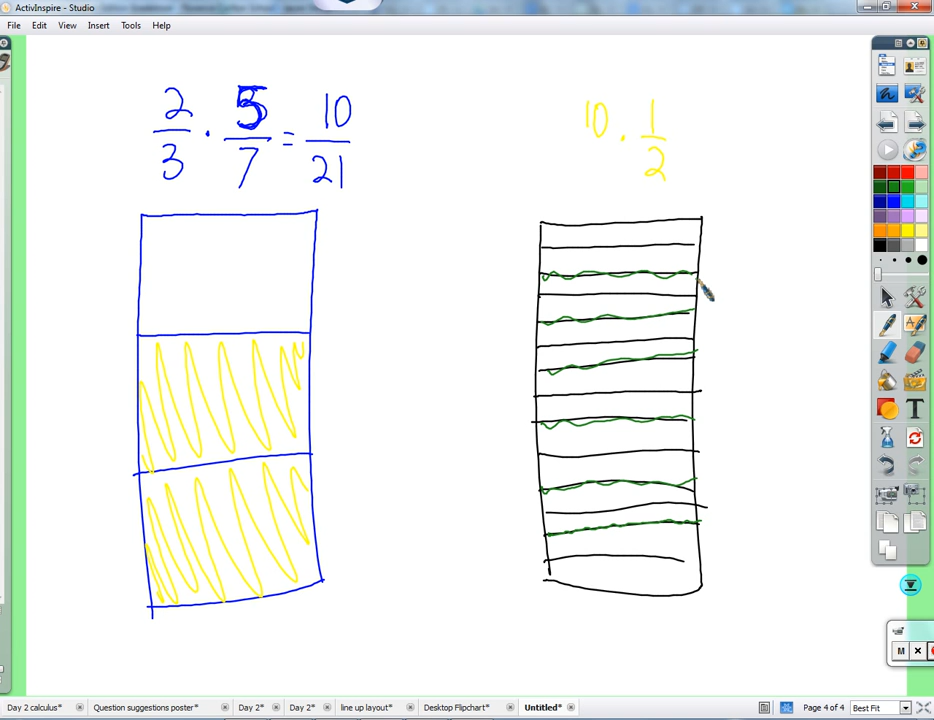 ActivInspire - Studio
File Edit View Insert Tools Help
2/3 · 5/7 = 10/21
10 · 1/2
T
M
Day 2 calculus*
Question suggestions poster*
Day 2*
Day 2*
line up layout*
Desktop Flipchart*
Untitled*
Page 4 of 4
Best Fit